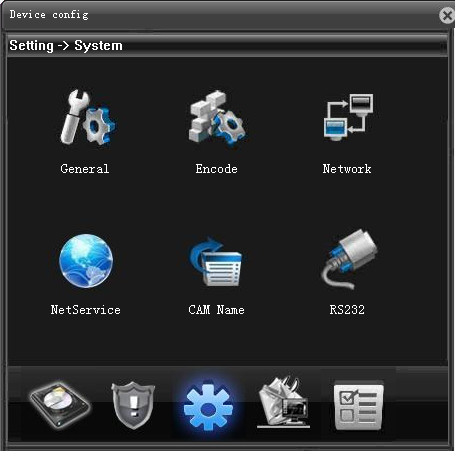 Device config
Setting -> System
General
Encode
Network
NetService
CAM Name
RS232